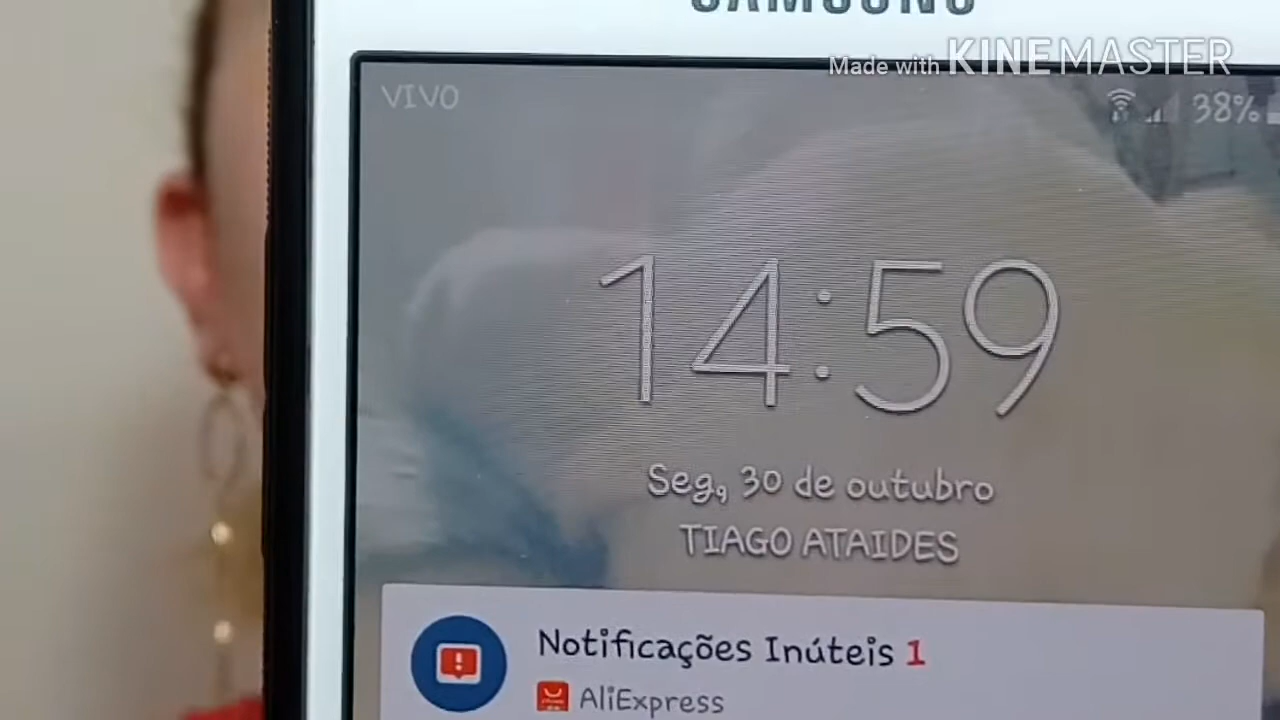 SAMSUNG
Made with KINEMASTER
VIVO 38%
14:59
Seg, 30 de outubro
TIAGO ATAIDES
Notificações Inúteis 1
AliExpress